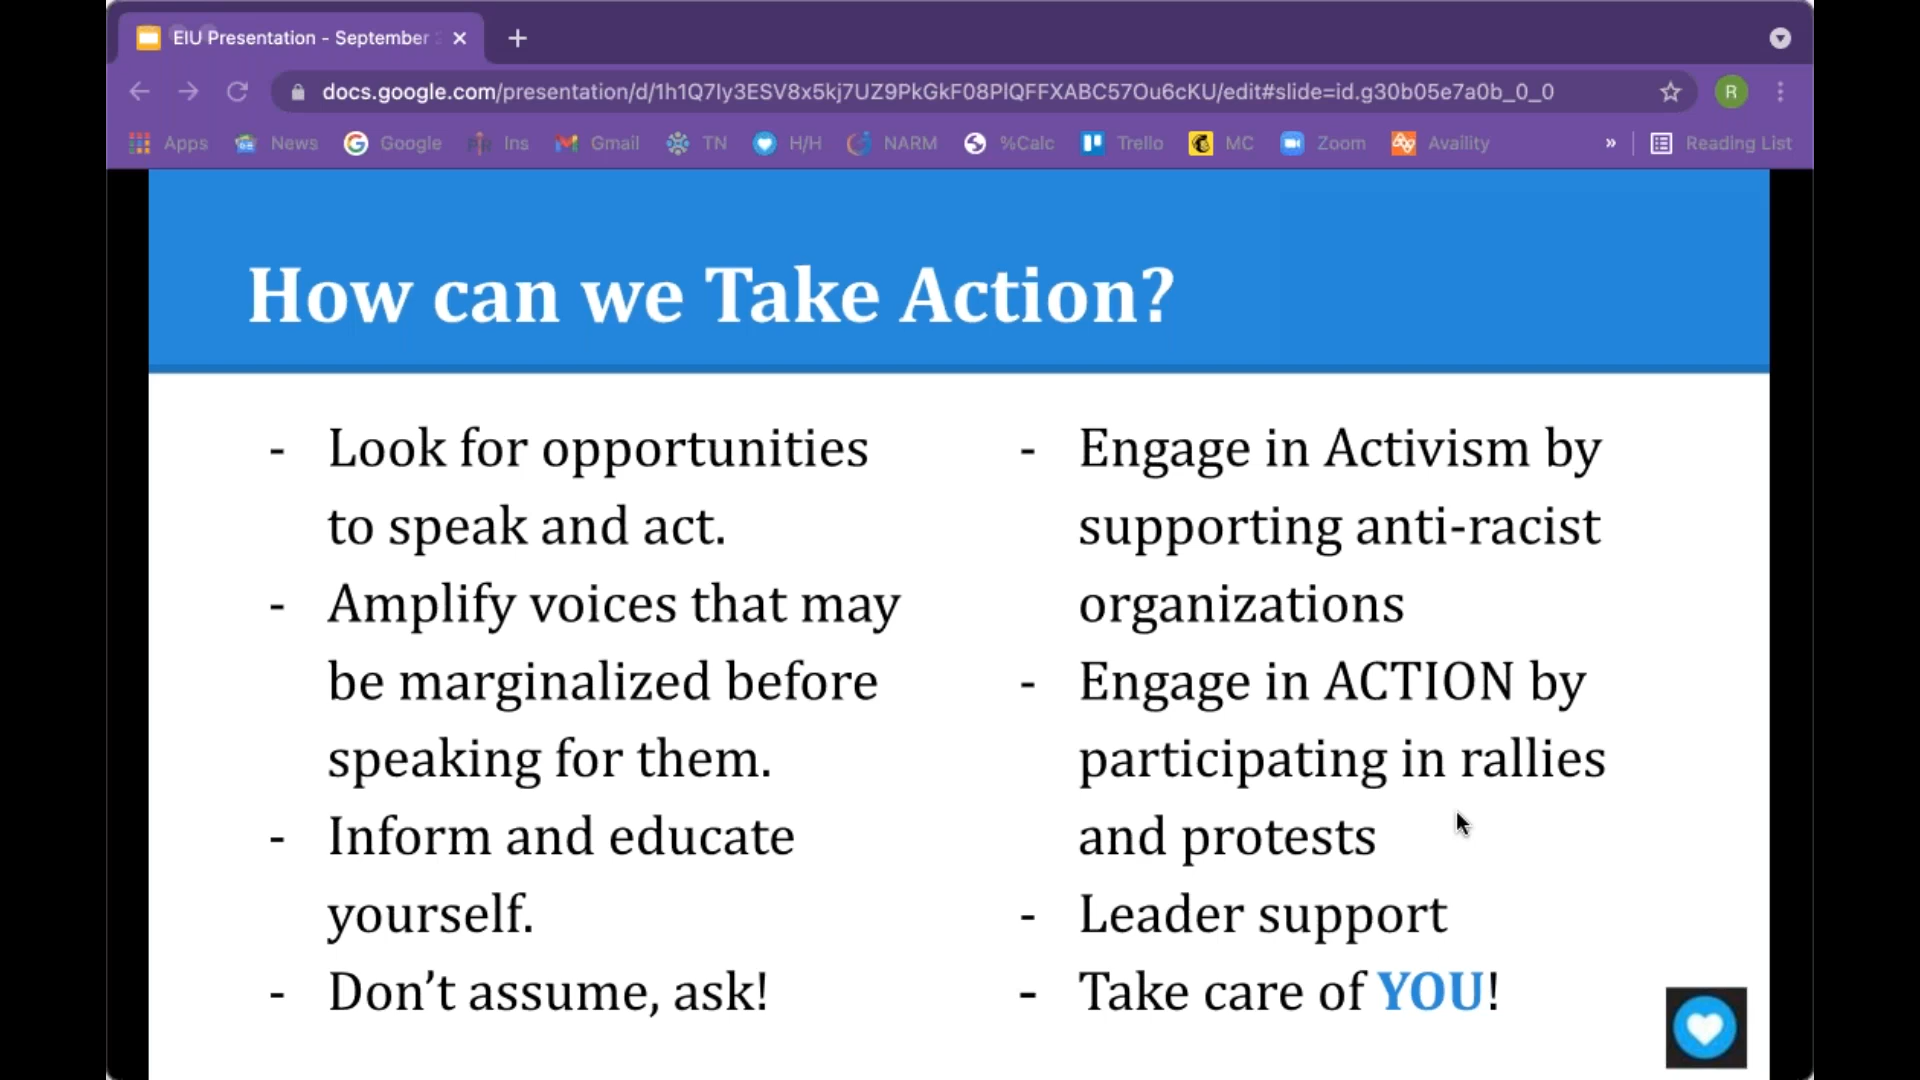 EIU Presentation - September
docs.google.com/presentation/d/1h1Q7Iy3ESV8x5kj7UZ9PkGkF08PlQFFXABC57Ou6cKU/edit#slide=id.g30b05e7a0b_0_0
R
Apps News Google Ins Gmail TN H/H NARM %Calc Trello MC Zoom Availity » Reading List
How can we Take Action?
- Look for opportunities
to speak and act.
- Amplify voices that may
be marginalized before
speaking for them.
- Inform and educate
yourself.
- Don’t assume, ask!
- Engage in Activism by
supporting anti-racist
organizations
- Engage in ACTION by
participating in rallies
and protests
- Leader support
- Take care of YOU!